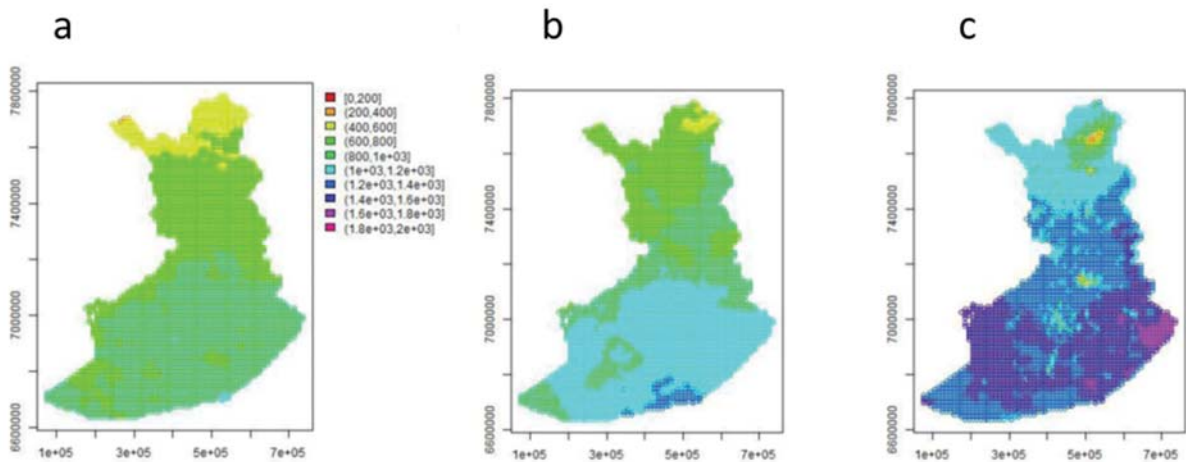 a
b
c
7800000
7400000
7000000
6600000
1e+05
3e+05
5e+05
7e+05
[0,200]
(200,400]
(400,600]
(600,800]
(800,1e+03]
(1e+03,1.2e+03]
(1.2e+03,1.4e+03]
(1.4e+03,1.6e+03]
(1.6e+03,1.8e+03]
(1.8e+03,2e+03]
7800000
7400000
7000000
6600000
1e+05
3e+05
5e+05
7e+05
7800000
7400000
7000000
6600000
1e+05
3e+05
5e+05
7e+05